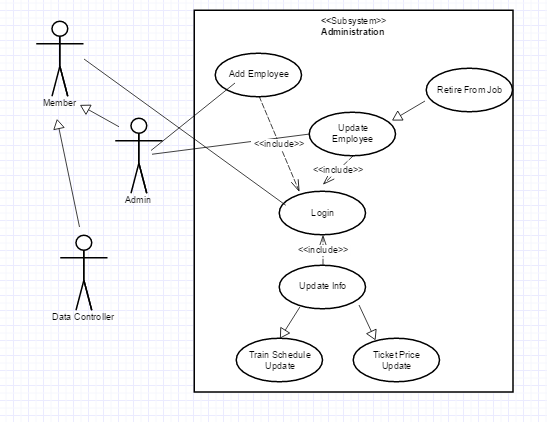 <<Subsystem>>
Administration
Add Employee
Retire From Job
Member
Update
Employee
<<include>>
<<include>>
Admin
Login
<<include>>
Update Info
Data Controller
Train Schedule
Update
Ticket Price
Update